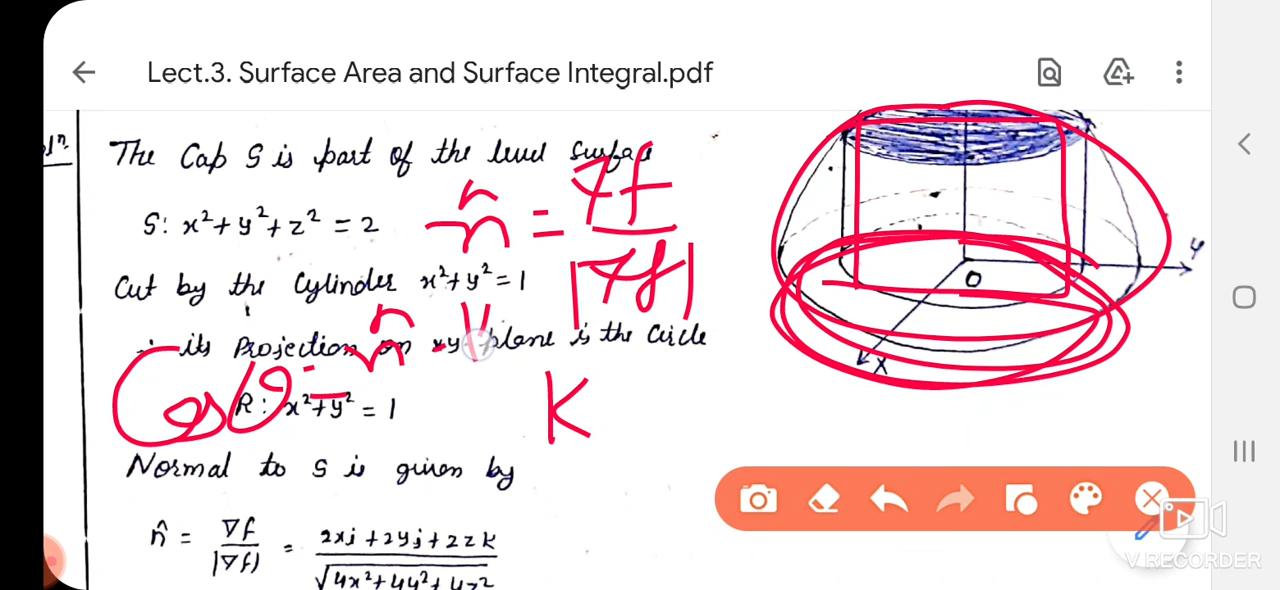 Lect.3. Surface Area and Surface Integral.pdf
The Cap S is part of the level Surface
S: x²+y²+z² = 2
n̂ = ∇f / |∇f|
Cut by the Cylinder x²+y² = 1
∴ its Projection on xy plane is the Circle
Cosθ = n̂ . k
R: x²+y² = 1
Normal to S is given by
n̂ = ∇f / |∇f| = 2xi + 2yj + 2zk / √4x²+4y²+4z²
O
Y
X
V RECORDER